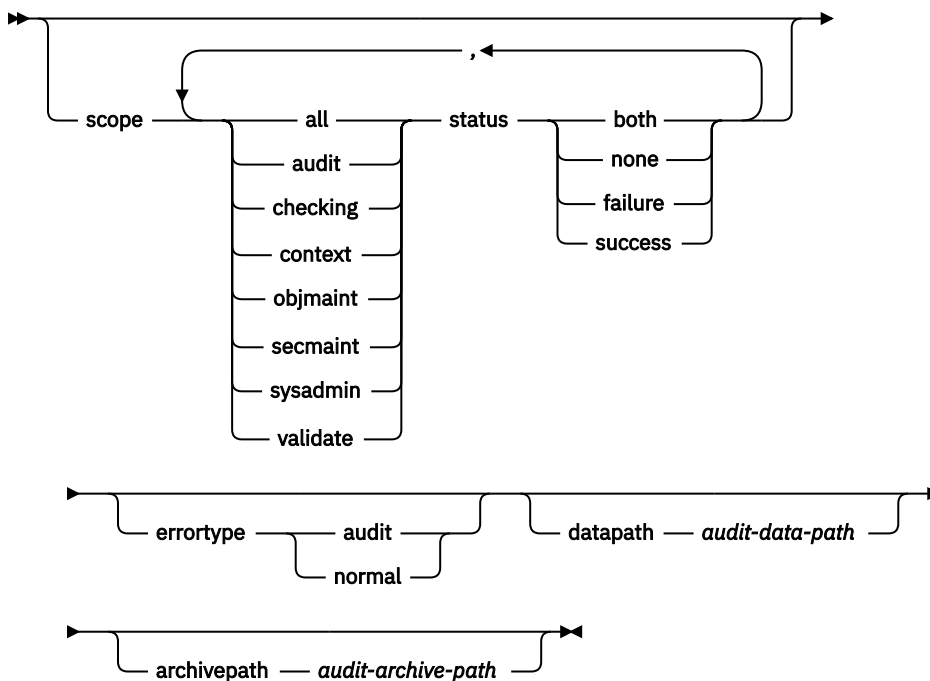 ,
scope all status both
audit none
checking failure
context success
objmaint
secmaint
sysadmin
validate
errortype audit datapath audit-data-path
normal
archivepath audit-archive-path